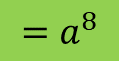 = a⁸